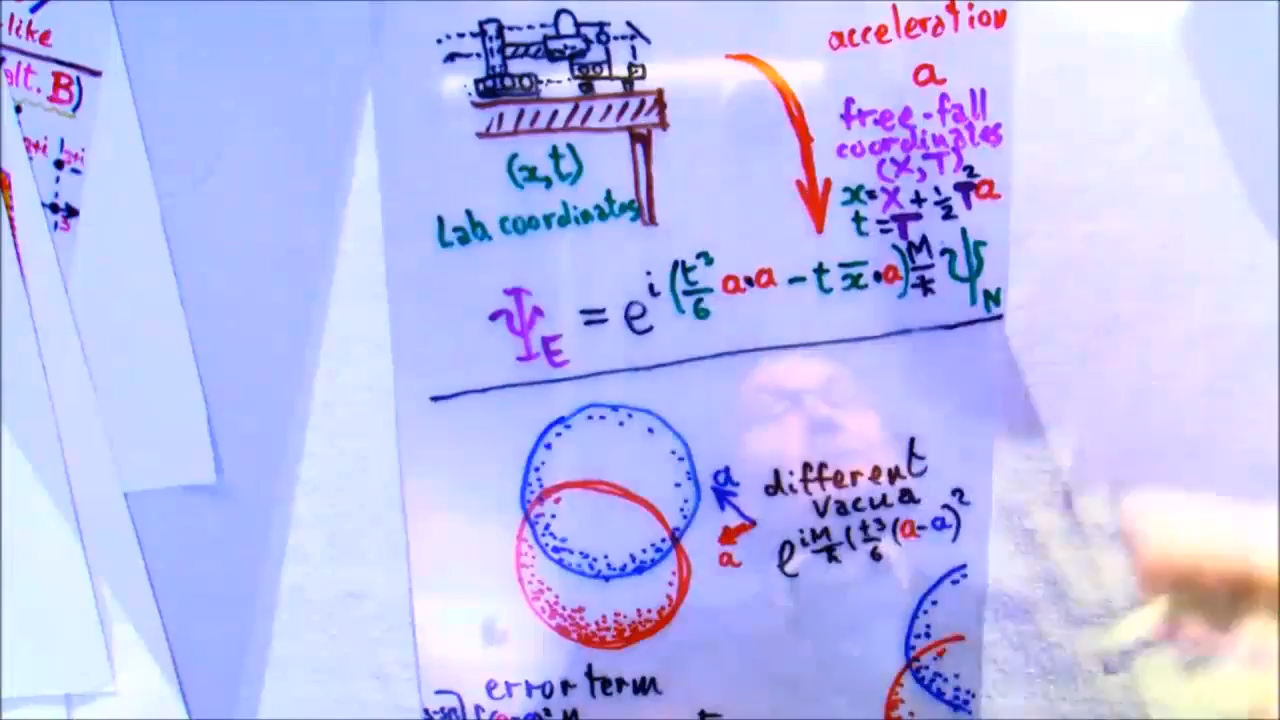 -like
alt. B)
(x,t)
Lab coordinates
acceleration
a
free-fall
coordinates
(X,T)
x = X + ½T²a
t = T
Ψ_E = e^{i(t³/6 a·a − t x̄·a) M/ħ} ψ_N
a
a
different
vacua
e^{iM/ħ(t³/6(a-a)²
error term